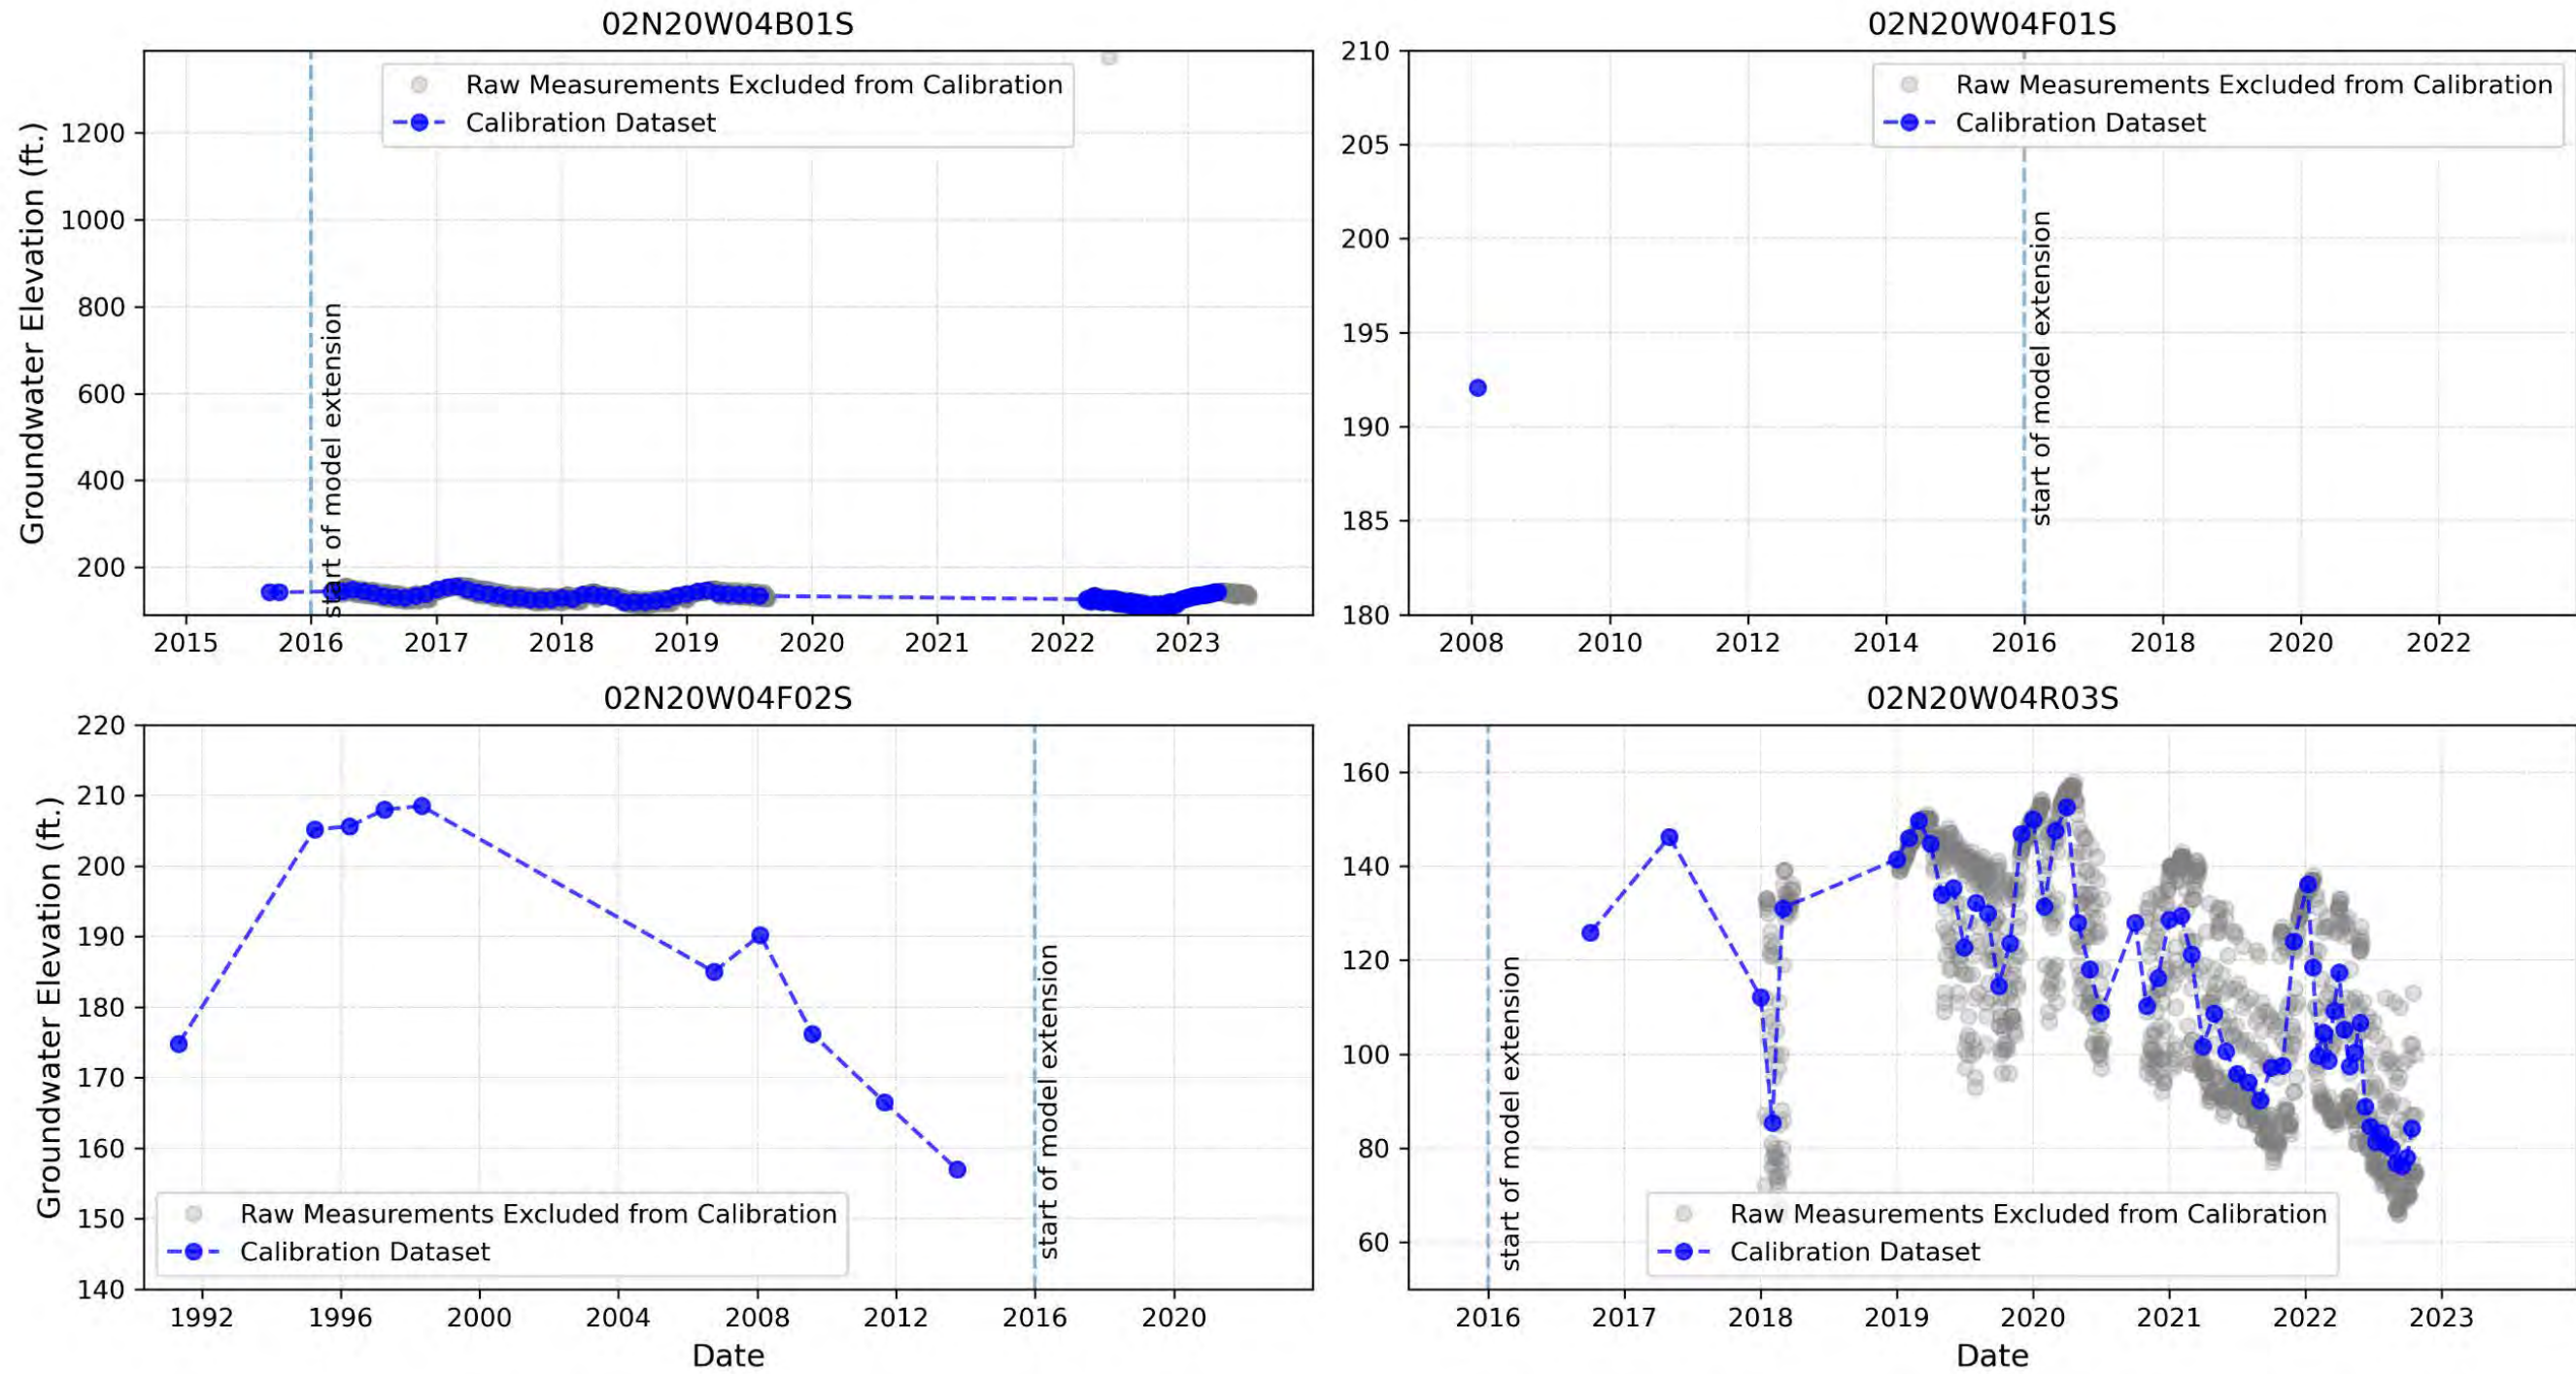 02N20W04B01S
Groundwater Elevation (ft.)
1200
1000
800
600
400
200
Raw Measurements Excluded from Calibration
Calibration Dataset
start of model extension
2015 2016 2017 2018 2019 2020 2021 2022 2023
02N20W04F01S
210
205
200
195
190
185
180
Raw Measurements Excluded from Calibration
Calibration Dataset
start of model extension
2008 2010 2012 2014 2016 2018 2020 2022
02N20W04F02S
Groundwater Elevation (ft.)
220
210
200
190
180
170
160
150
140
start of model extension
Raw Measurements Excluded from Calibration
Calibration Dataset
1992 1996 2000 2004 2008 2012 2016 2020
Date
02N20W04R03S
160
140
120
100
80
60
start of model extension
Raw Measurements Excluded from Calibration
Calibration Dataset
2016 2017 2018 2019 2020 2021 2022 2023
Date